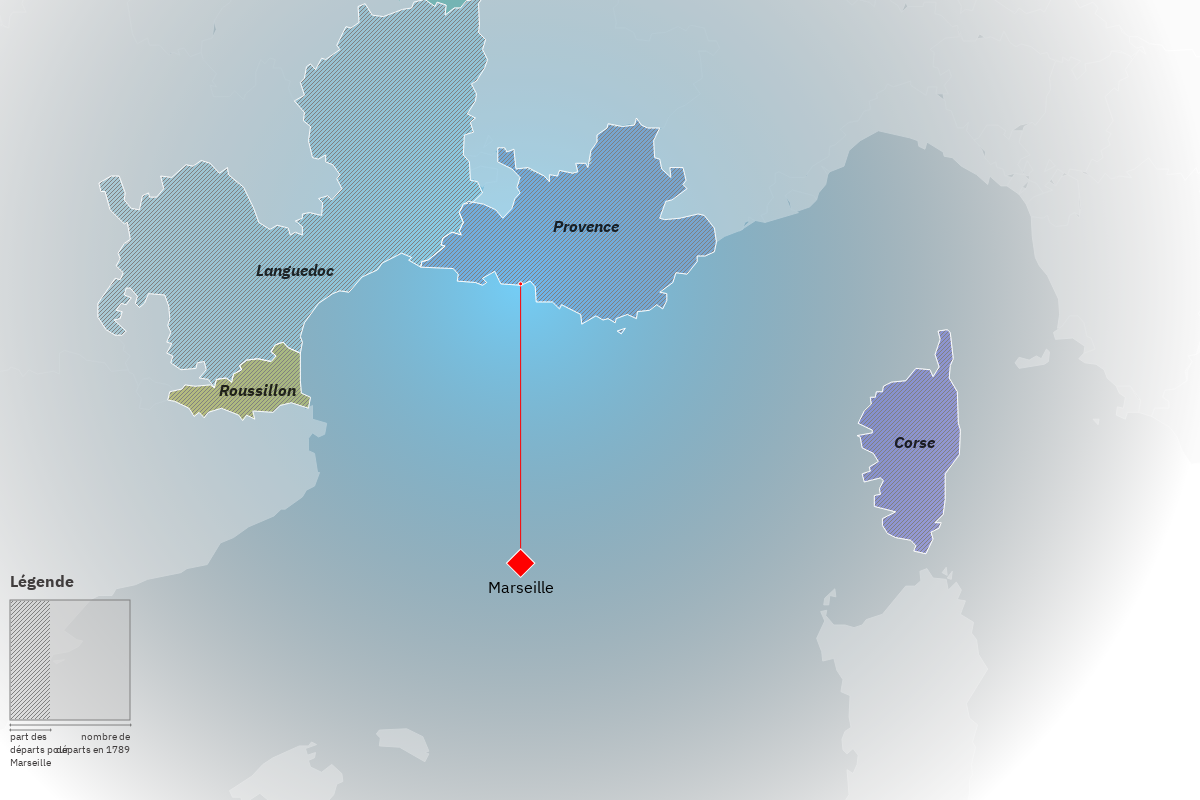 Provence
Languedoc
Roussillon
Corse
Marseille
Légende
part des
départs pour
Marseille
nombre de
départs en 1789